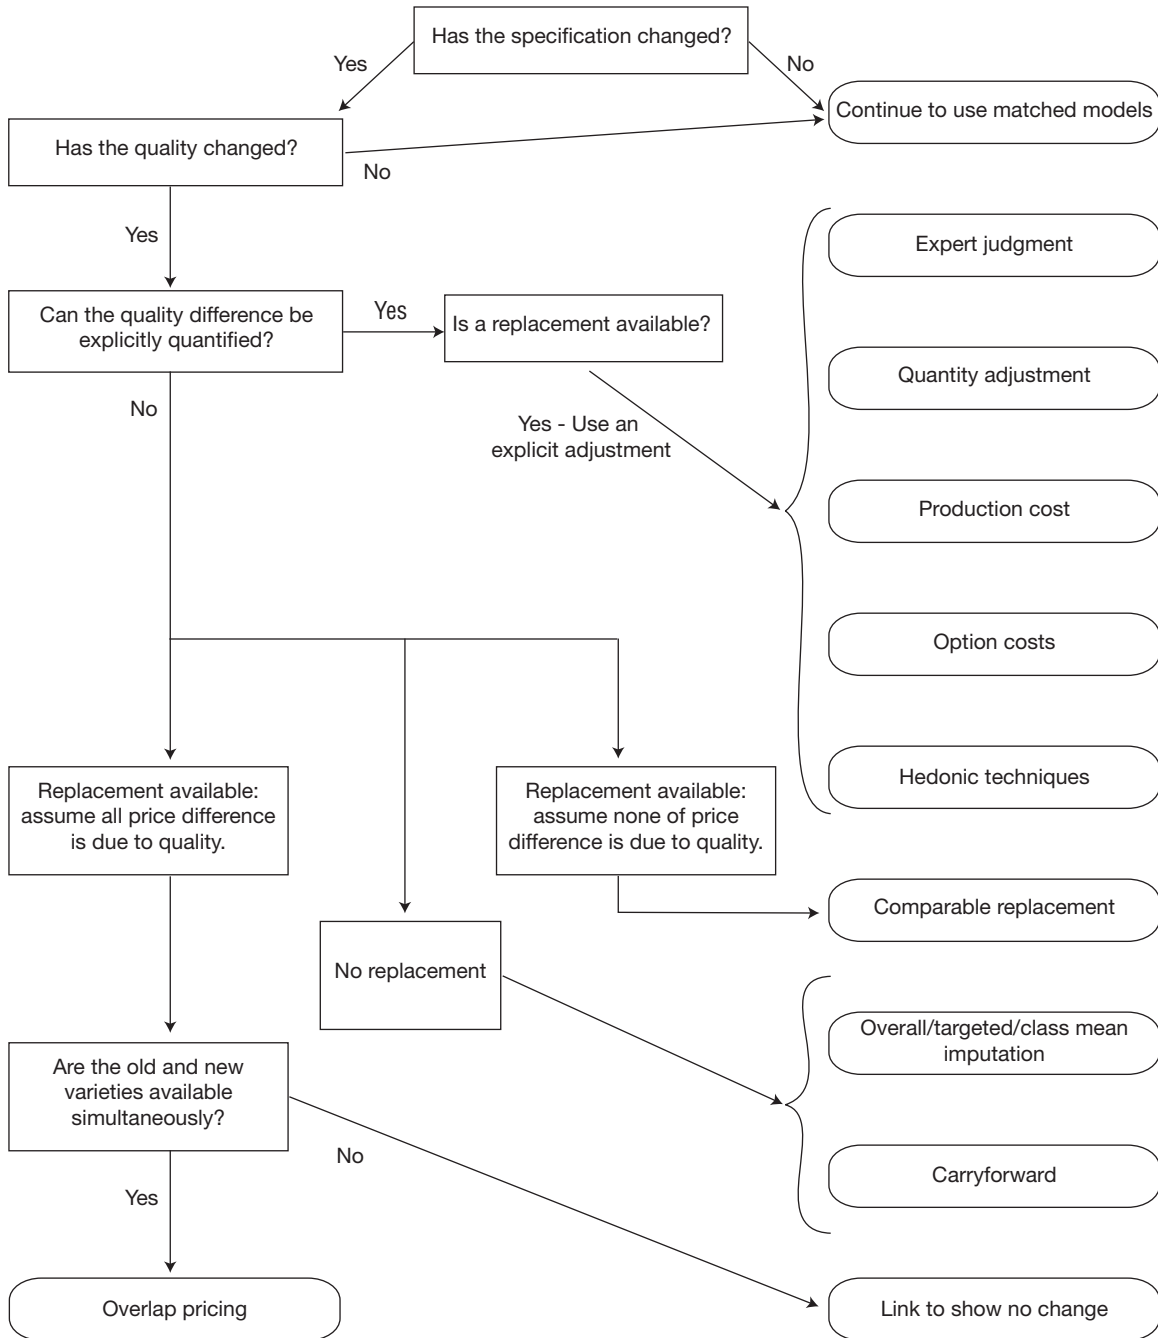 Has the specification changed?
Yes
No
Continue to use matched models
Has the quality changed?
No
Yes
Expert judgment
Can the quality difference be
explicitly quantified?
Yes
Is a replacement available?
Quantity adjustment
No
Yes - Use an
explicit adjustment
Production cost
Option costs
Hedonic techniques
Replacement available:
assume all price difference
is due to quality.
Replacement available:
assume none of price
difference is due to quality.
Comparable replacement
No replacement
Overall/targeted/class mean
imputation
Are the old and new
varieties available
simultaneously?
No
Carryforward
Yes
Overlap pricing
Link to show no change